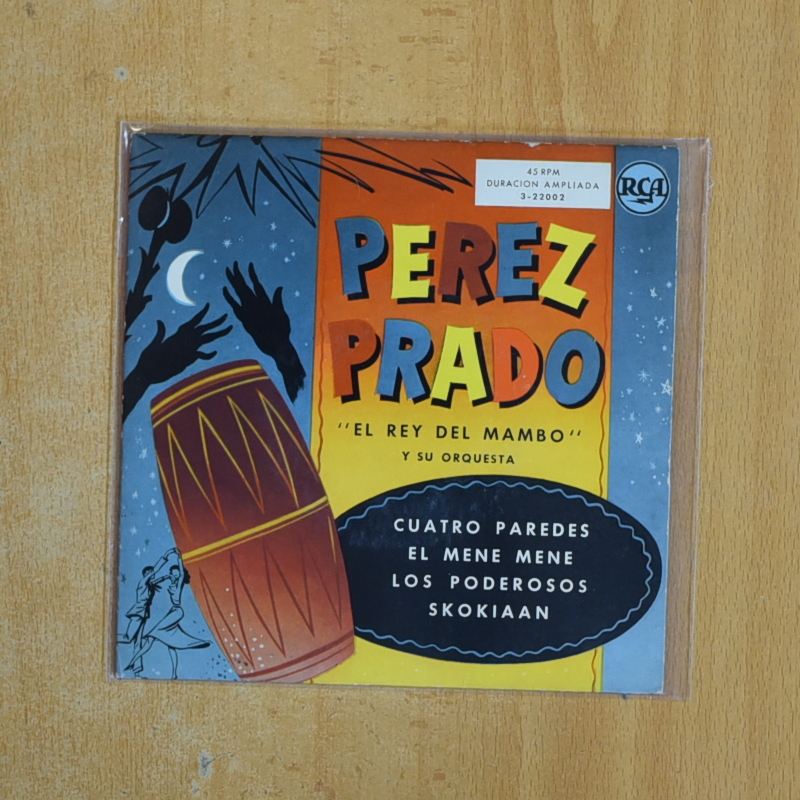 45 RPM
DURACION AMPLIADA
3-22002
RCA
PEREZ
PRADO
"EL REY DEL MAMBO"
Y SU ORQUESTA
CUATRO PAREDES
EL MENE MENE
LOS PODEROSOS
SKOKIAAN